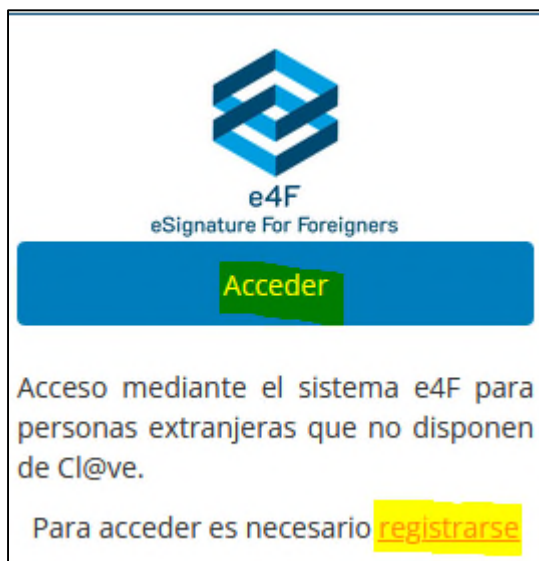 e4F
eSignature For Foreigners
Acceder
Acceso mediante el sistema e4F para
personas extranjeras que no disponen
de Cl@ve.
Para acceder es necesario registrarse